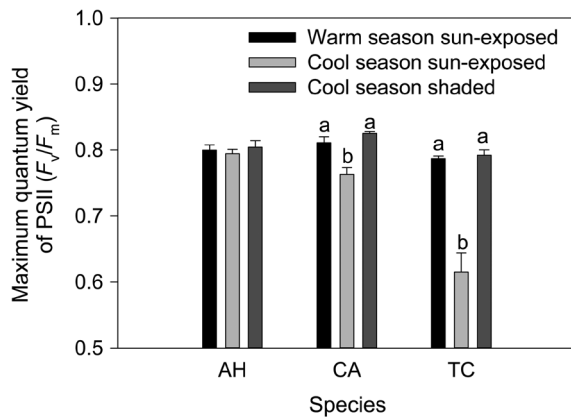 Maximum quantum yield
of PSII (Fv/Fm)
1.0
0.9
0.8
0.7
0.6
0.5
Warm season sun-exposed
Cool season sun-exposed
Cool season shaded
a
b
a
a
b
a
AH
CA
TC
Species